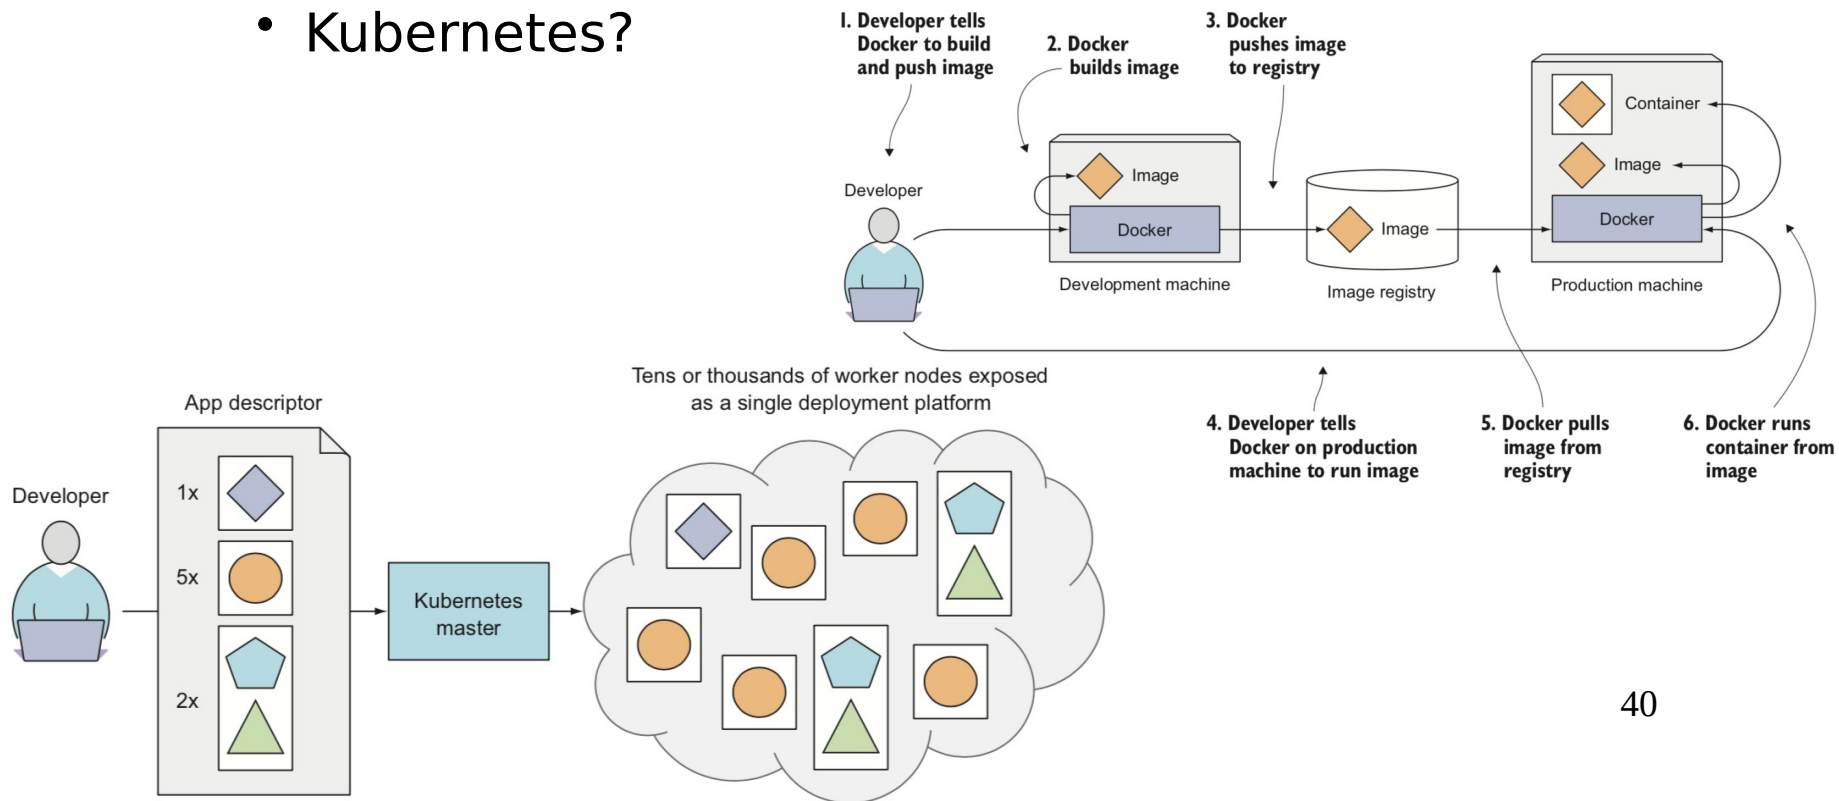 • Kubernetes?
1. Developer tells
Docker to build
and push image
2. Docker
builds image
3. Docker
pushes image
to registry
Container
Image
Docker
Production machine
Developer
Image
Docker
Development machine
Image
Image registry
4. Developer tells
Docker on production
machine to run image
5. Docker pulls
image from
registry
6. Docker runs
container from
image
Tens or thousands of worker nodes exposed
as a single deployment platform
App descriptor
Developer
1x
5x
2x
Kubernetes
master
40